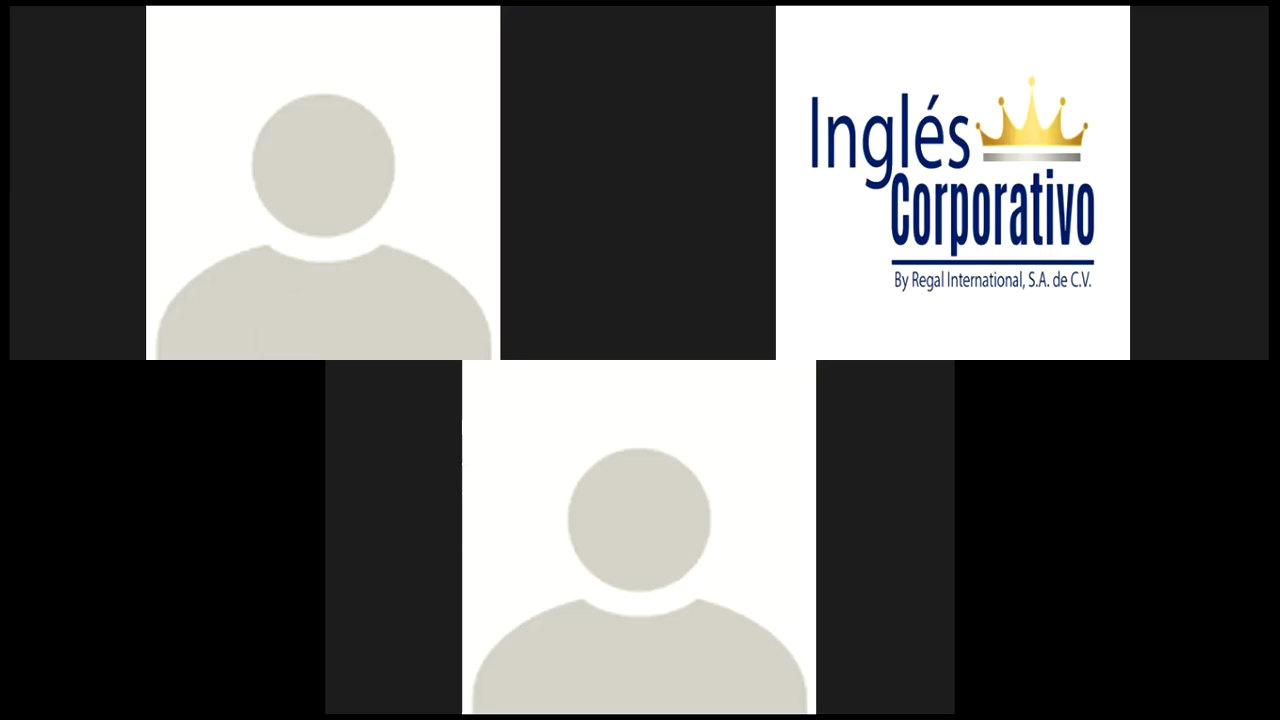 Inglés
Corporativo
By Regal International, S.A. de C.V.